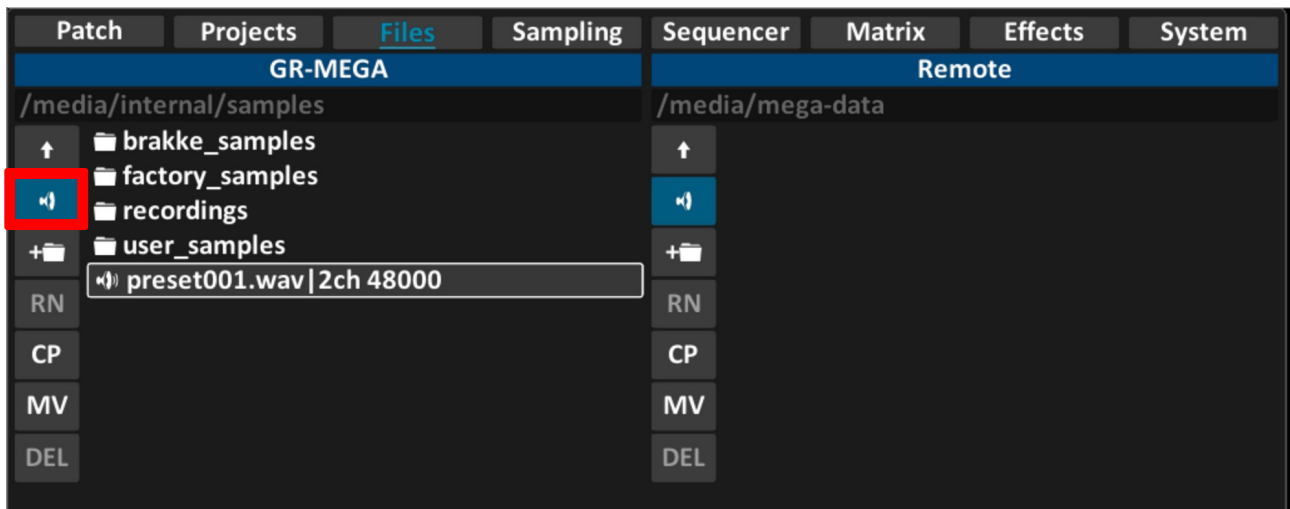 Patch Projects Files Sampling Sequencer Matrix Effects System
GR-MEGA
/media/internal/samples
brakke_samples
factory_samples
recordings
+ user_samples
preset001.wav|2ch 48000
RN
CP
MV
DEL
Remote
/media/mega-data
+
RN
CP
MV
DEL